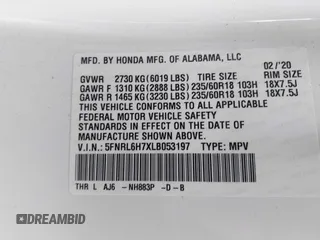 MFD. BY HONDA MFG. OF ALABAMA, LLC
02/'20
GVWR 2730 KG(6019 LBS) TIRE SIZE RIM SIZE
GAWR F 1310 KG(2888 LBS) 235/60R18 103H 18X7.5J
GAWR R 1465 KG(3230 LBS) 235/60R18 103H 18X7.5J
THIS VEHICLE CONFORMS TO ALL APPLICABLE
FEDERAL MOTOR VEHICLE SAFETY
STANDARDS IN EFFECT ON THE DATE OF
MANUFACTURE SHOWN ABOVE.
V.I.N: 5FNRL6H7XLB053197 TYPE: MPV
THR L AJ6 -NH883P -D-B
DREAMBID